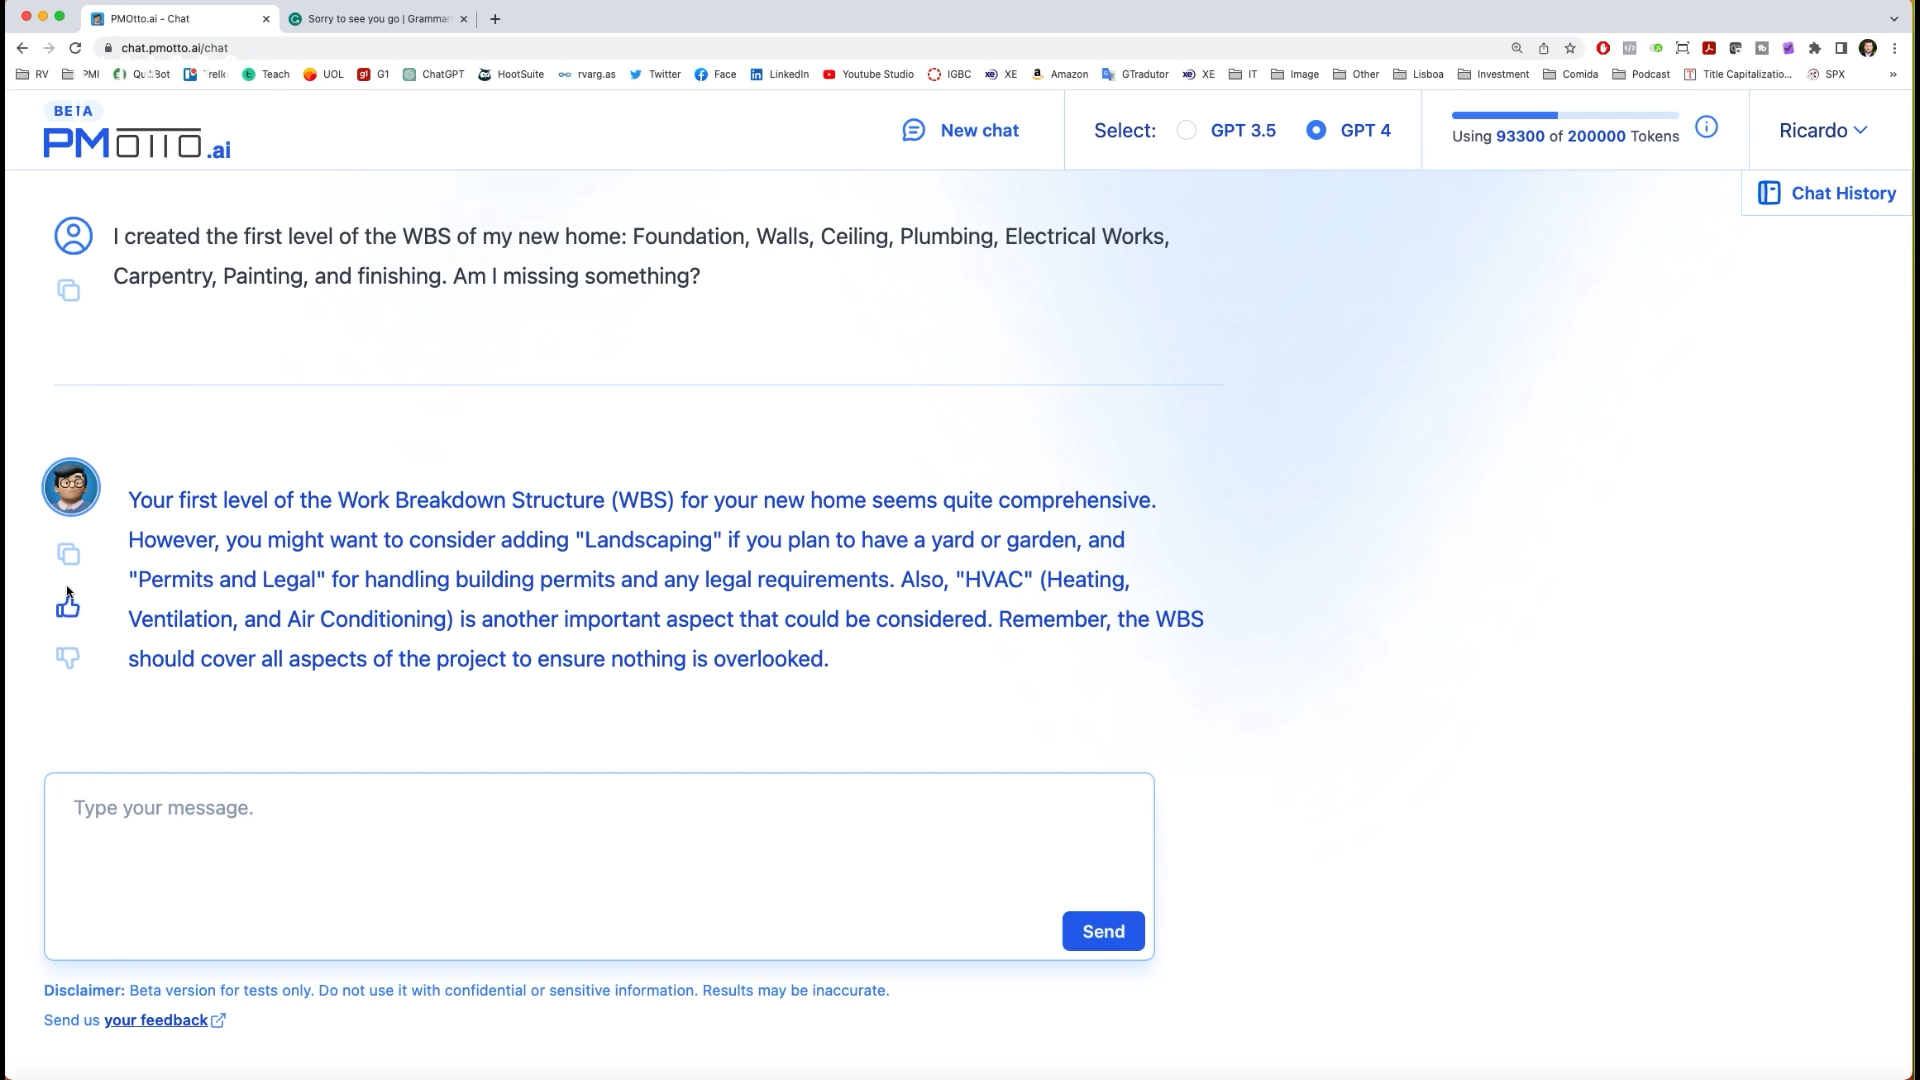 PMOtto.ai - Chat
Sorry to see you go | Grammar
chat.pmotto.ai/chat
RV PMI Trello Teach UOL G1 ChatGPT HootSuite rvarg.as Twitter Face LinkedIn Youtube Studio IGBC XE Amazon GTradutor XE IT Image Other Lisboa Investment Comida Podcast Title Capitalizatio... SPX »
BETA
PMOTTO.ai
New chat
Select: GPT 3.5 GPT 4
Using 93300 of 200000 Tokens
Ricardo
Chat History
I created the first level of the WBS of my new home: Foundation, Walls, Ceiling, Plumbing, Electrical Works,
Carpentry, Painting, and finishing. Am I missing something?
Your first level of the Work Breakdown Structure (WBS) for your new home seems quite comprehensive.
However, you might want to consider adding "Landscaping" if you plan to have a yard or garden, and
"Permits and Legal" for handling building permits and any legal requirements. Also, "HVAC" (Heating,
Ventilation, and Air Conditioning) is another important aspect that could be considered. Remember, the WBS
should cover all aspects of the project to ensure nothing is overlooked.
Type your message.
Send
Disclaimer: Beta version for tests only. Do not use it with confidential or sensitive information. Results may be inaccurate.
Send us your feedback